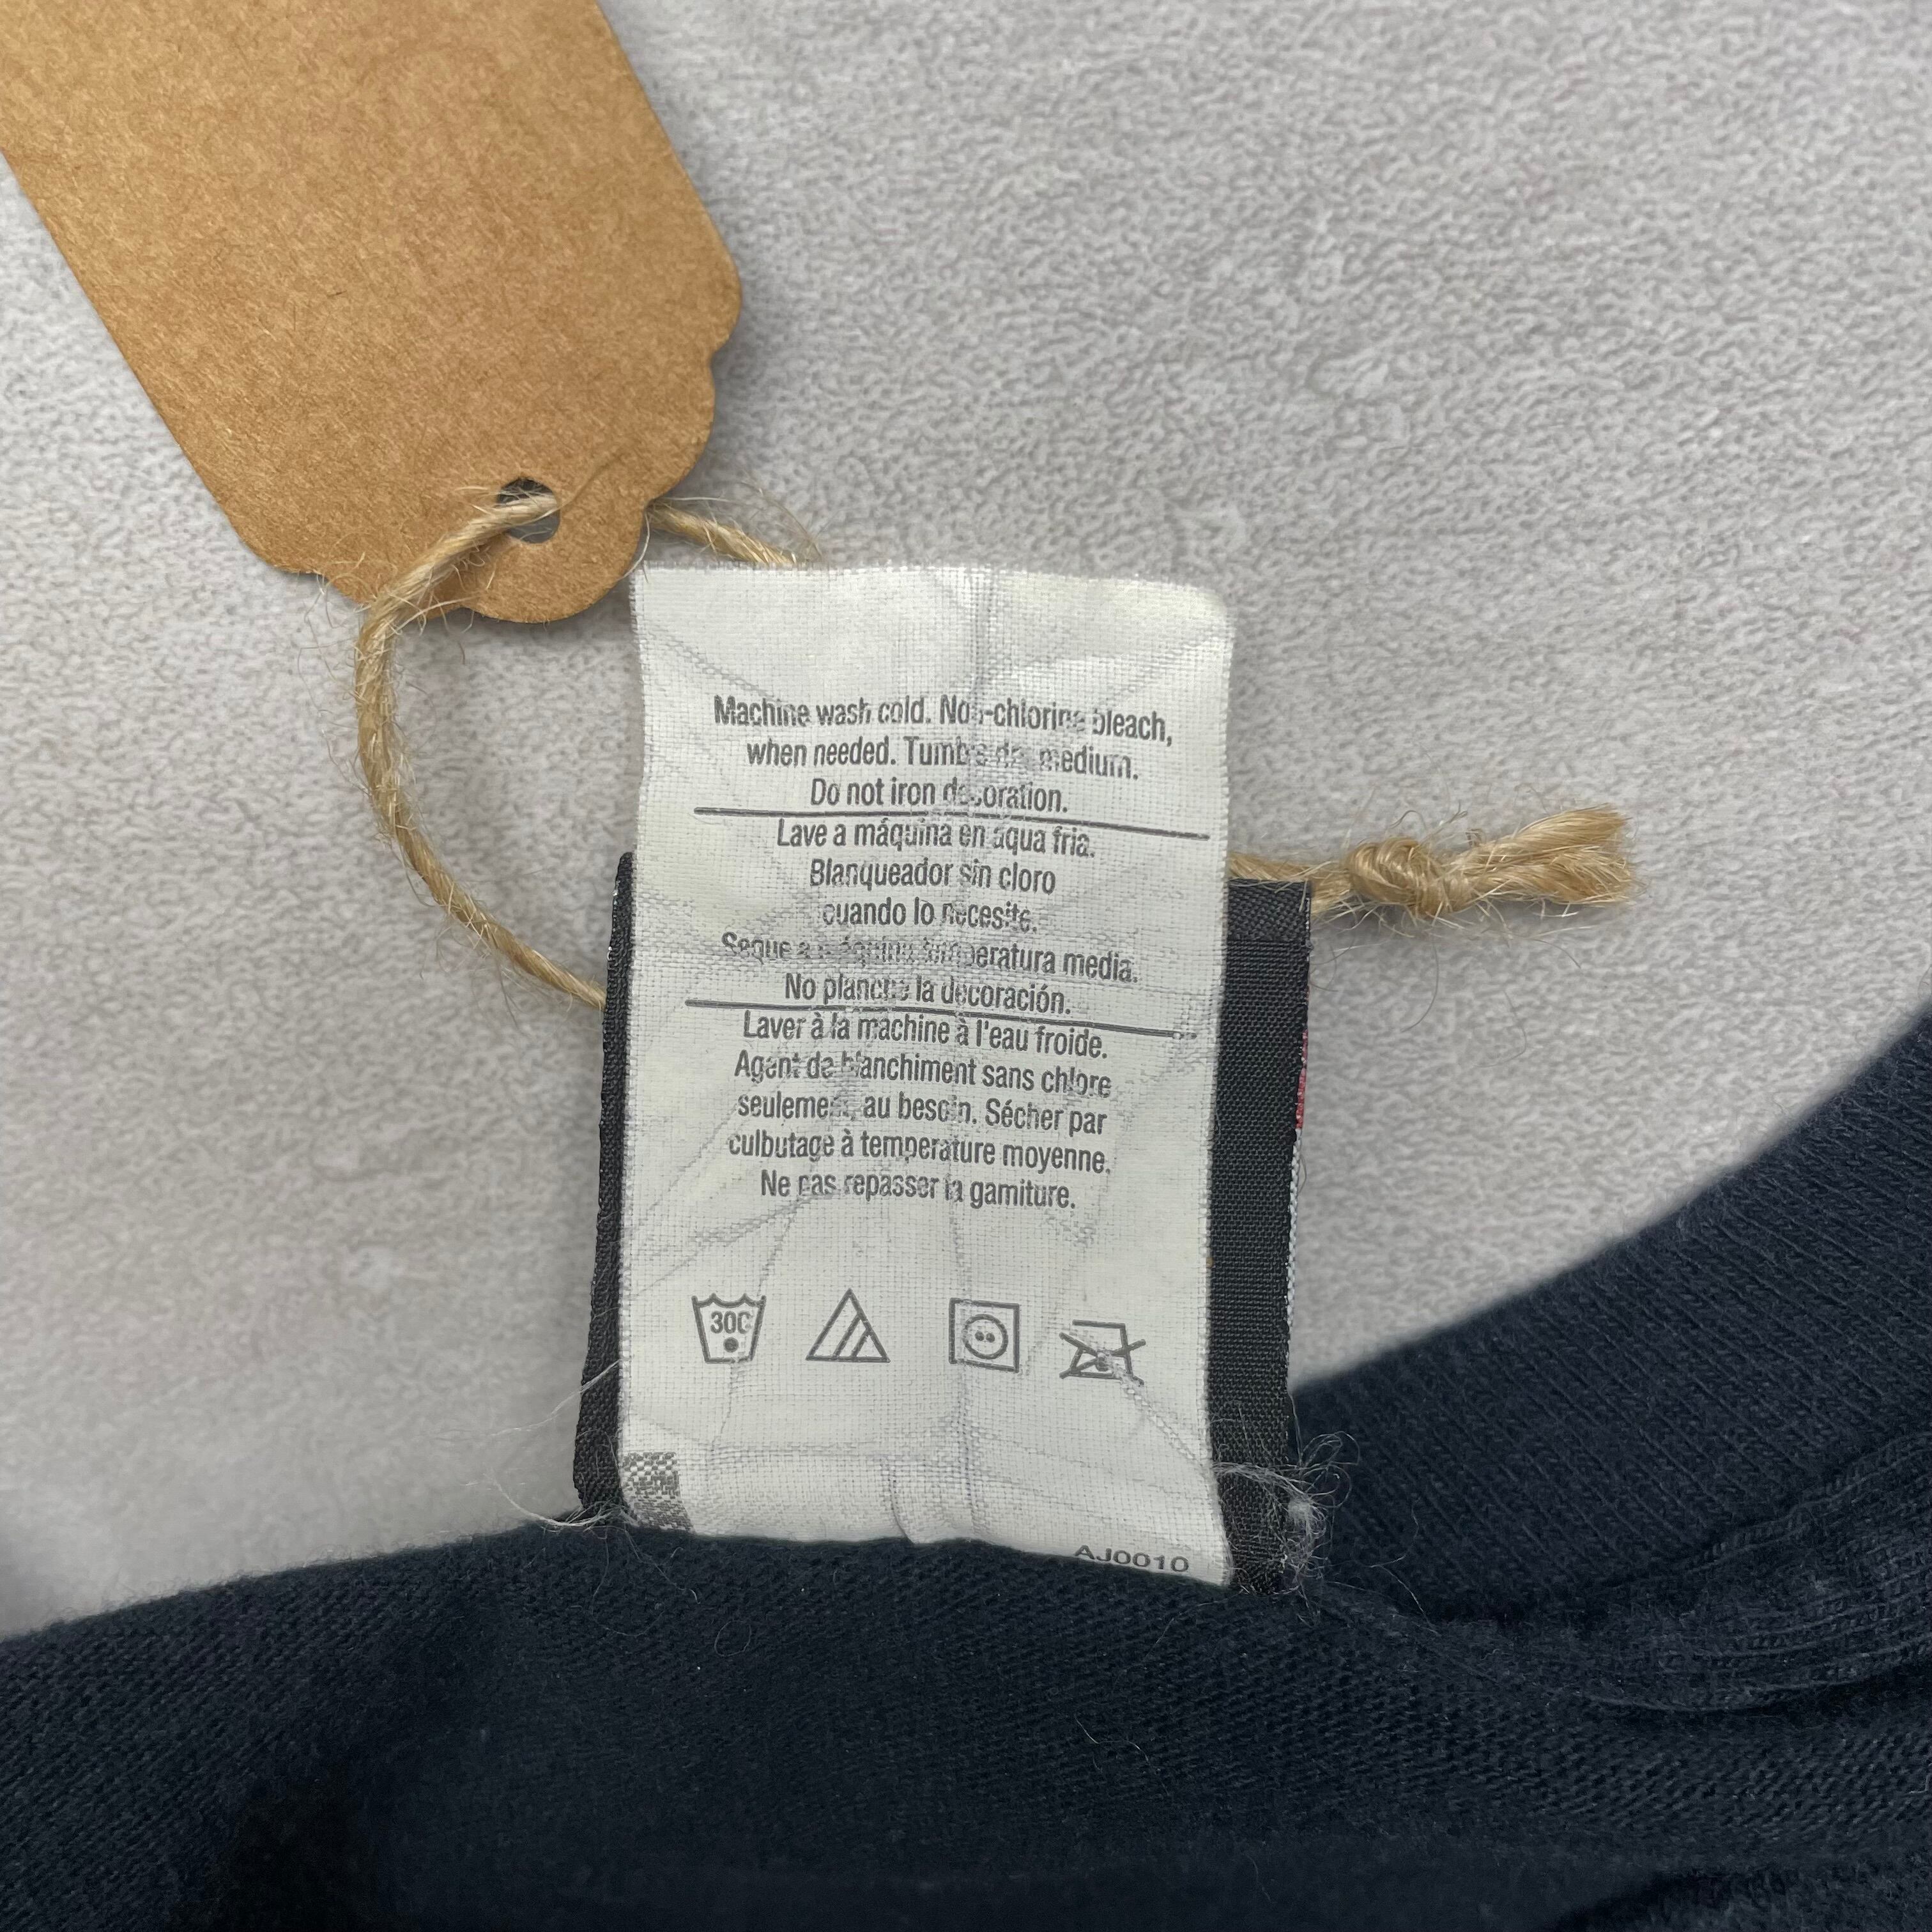 Machine wash cold. Non-chlorine bleach,
when needed. Tumble dry medium.
Do not iron decoration.
Lave a máquina en aqua fria.
Blanqueador sin cloro
cuando lo necesite.
Seque a máquina temperatura media.
No planche la decoración.
Laver à la machine à l'eau froide.
Agent de blanchiment sans chlore
seulement, au besoin. Sécher par
culbutage à temperature moyenne.
Ne pas repasser la garniture.
30C
AJ0010